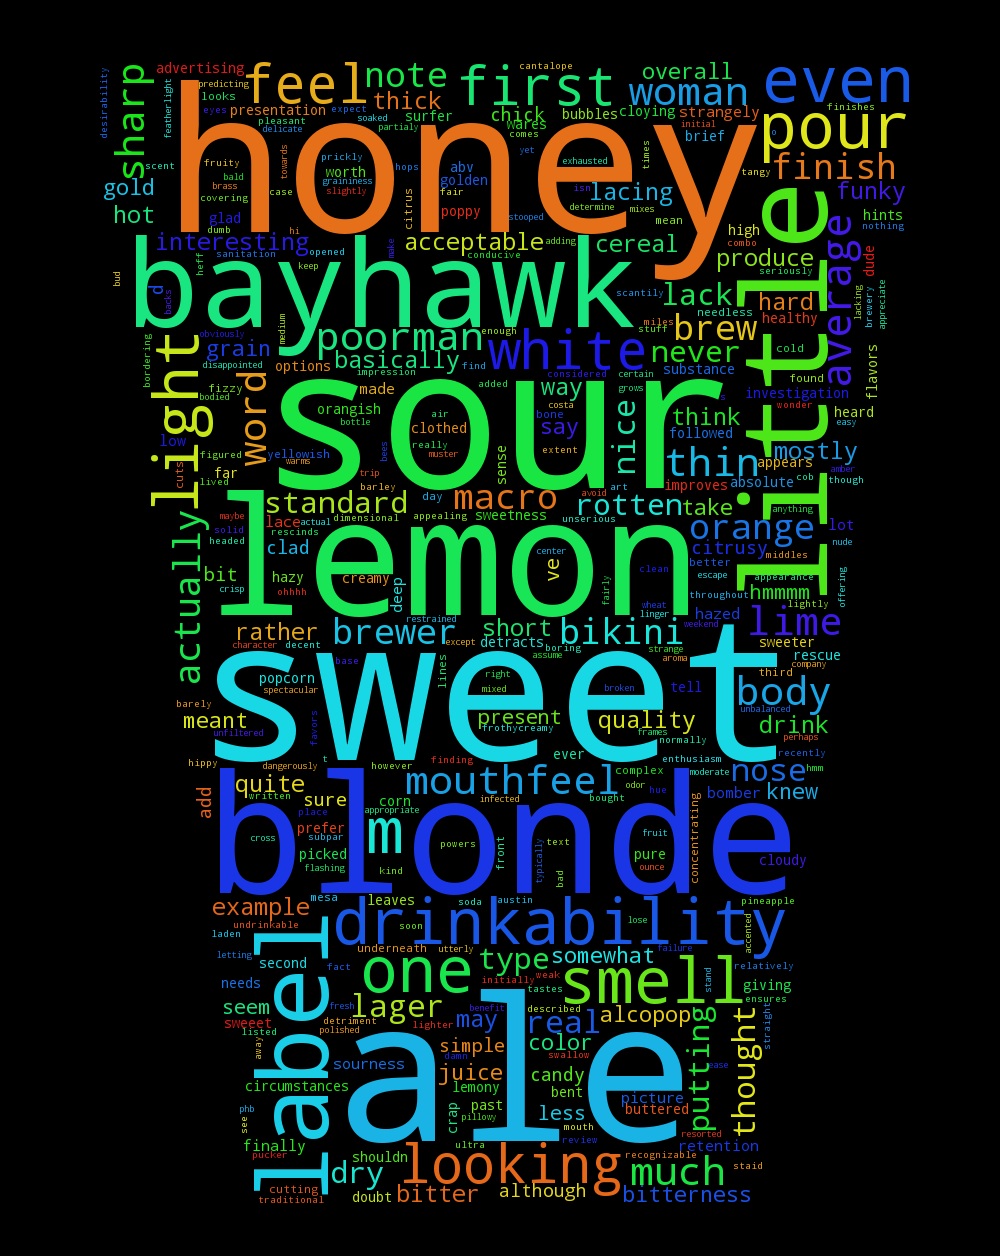 cantalope
desirability
sharp
advertising
predicting
looks
featherlight
feel
note
first
overall
even
thick
woman
presentation
eyes
expect
soaked
surfer
chick
wares
bubbles
cloying
strangely
finishes
honey
pour
pleasant
delicate
partialy
comes
initial
brief
o
scent
fruity
bald
brass
covering
case
towards
prickly
worth
graininess
slightly
hops
abv
golden
yet
exhausted
times
tangy
finish
gold
hot
glad
dumb
hi
fair
poppy
citrus
stooped
isn
determine
mixes
lacing
mean
high
combo
funky
hints
nothing
interesting
sanitation
heff
opened
keep
make
acceptable
conducive
adding
cereal
produce
seriously
average
dude
bud
bayhawk
backs
scantily
lack
needless
hard
healthy
lacking
brewery
appreciate
little
bordering
light
obviously
grain
disappointed
bodied
medium
options
poorman
basically
impression
enough
find
white
miles
stuff
brew
never
substance
cold
found
flavors
word
fizzy
low
figured
lived
far
cuts
yellowish
warms
made
orangish
bottle
sour
air
clothed
really
muster
bees
trip
barley
added
considered
costa
bone
say
extent
way
certain
grows
nice
think
followed
investigation
wonder
heard
easy
mostly
amber
though
thin
appears
cob
sense
art
avoid
improves
absolute
anything
lot
actually
maybe
solid
headed
crisp
lace
actual
rescinds
standard
dimensional
day
appealing
macro
sweetness
unserious
rotten
take
orange
citrusy
middles
nude
better
bit
clad
hazy
ohhhh
lemon
creamy
deep
ve
center
fairly
clean
wheat
linger
escape
appearance
hmmmm
offering
throughout
lightly
restrained
rather
character
decent
brewer
except
short
detracts
boring
bikini
assume
strange
weekend
hazed
lime
aroma
sweeter
rescue
third
company
popcorn
spectacular
base
sweet
lines
right
mixed
broken
tell
body
unbalanced
barely
meant
unfiltered
favors
present
frothycreamy
quality
frames
normally
drink
perhaps
hippy
dangerously
t
however
finding
ever
complex
enthusiasm
recently
quite
mouthfeel
odor
moderate
nose
hmm
add
written
sure
place
corn
appropriate
infected
bought
hue
bomber
knew
blonde
prefer
subpar
cross
picked
flashing
m
kind
powers
front
typically
text
bad
fruit
pure
ounce
concentrating
cloudy
example
mesa
leaves
soda
austin
pineapple
undrinkable
laden
letting
drinkability
soon
lose
accented
label
second
fact
underneath
utterly
one
type
somewhat
failure
relatively
needs
initially
weak
tastes
smell
stand
giving
ensures
seem
sweeet
listed
fresh
detriment
polished
lager
lighter
benefit
may
described
real
alcopop
straight
ale
away
sourness
simple
damn
color
swallow
putting
thought
ease
circumstances
juice
lemony
candy
bent
picture
buttered
phb
see
past
pillowy
crap
less
mouth
resorted
finally
pucker
shouldn
ultra
review
retention
recognizable
staid
cutting
traditional
dry
doubt
looking
bitter
although
much
bitterness